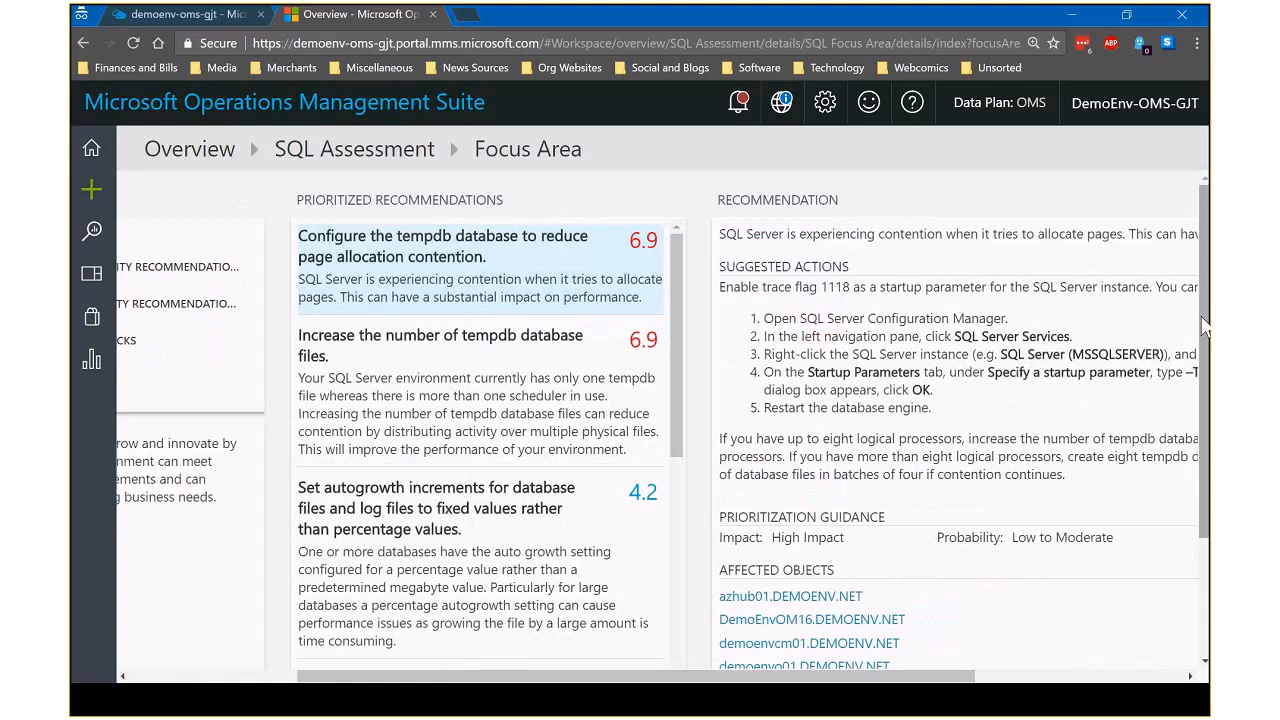 demoenv-oms-gjt - Mic
Overview - Microsoft Op
Secure
https://demoenv-oms-gjt.portal.mms.microsoft.com/#Workspace/overview/SQL Assessment/details/SQL Focus Area/details/index?focusAre
6
ABP
0
S
Finances and Bills
Media
Merchants
Miscellaneous
News Sources
Org Websites
Social and Blogs
Software
Technology
Webcomics
Unsorted
Microsoft Operations Management Suite
Data Plan: OMS
DemoEnv-OMS-GJT
Overview
SQL Assessment
Focus Area
ITY RECOMMENDATIO...
TY RECOMMENDATIO...
CKS
row and innovate by
nment can meet
ements and can
g business needs.
PRIORITIZED RECOMMENDATIONS
Configure the tempdb database to reduce
page allocation contention.
6.9
SQL Server is experiencing contention when it tries to allocate
pages. This can have a substantial impact on performance.
Increase the number of tempdb database
files.
6.9
Your SQL Server environment currently has only one tempdb
file whereas there is more than one scheduler in use.
Increasing the number of tempdb database files can reduce
contention by distributing activity over multiple physical files.
This will improve the performance of your environment.
Set autogrowth increments for database
files and log files to fixed values rather
than percentage values.
4.2
One or more databases have the auto growth setting
configured for a percentage value rather than a
predetermined megabyte value. Particularly for large
databases a percentage autogrowth setting can cause
performance issues as growing the file by a large amount is
time consuming.
RECOMMENDATION
SQL Server is experiencing contention when it tries to allocate pages. This can hav
SUGGESTED ACTIONS
Enable trace flag 1118 as a startup parameter for the SQL Server instance. You can
1. Open SQL Server Configuration Manager.
2. In the left navigation pane, click SQL Server Services.
3. Right-click the SQL Server instance (e.g. SQL Server (MSSQLSERVER)), and
4. On the Startup Parameters tab, under Specify a startup parameter, type –T
dialog box appears, click OK.
5. Restart the database engine.
If you have up to eight logical processors, increase the number of tempdb databa
processors. If you have more than eight logical processors, create eight tempdb d
of database files in batches of four if contention continues.
PRIORITIZATION GUIDANCE
Impact: High Impact
Probability: Low to Moderate
AFFECTED OBJECTS
azhub01.DEMOENV.NET
DemoEnvOM16.DEMOENV.NET
demoenvcm01.DEMOENV.NET
demoenvo01.DEMOENV.NET